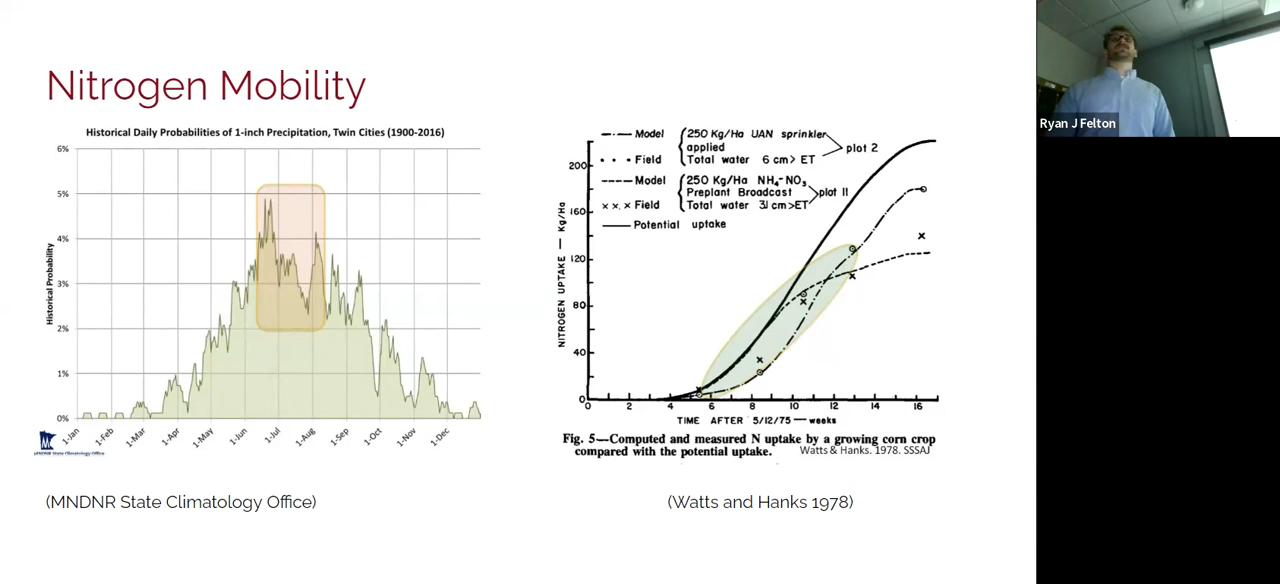 Nitrogen Mobility
Historical Daily Probabilities of 1-inch Precipitation, Twin Cities (1900-2016)
6%
5%
4%
3%
2%
1%
0%
Historical Probability
1-Jan
1-Feb
1-Mar
1-Apr
1-May
1-Jun
1-Jul
1-Aug
1-Sep
1-Oct
1-Nov
1-Dec
MNDNR State Climatology Office
(MNDNR State Climatology Office)
Model
250 Kg/Ha UAN sprinkler
applied
Field
Total water 6 cm> ET
plot 2
Model
250 Kg/Ha NH₄-NO₃
Preplant Broadcast
Field
Total water 31 cm>ET
plot 11
Potential uptake
200
160
120
80
40
0
NITROGEN UPTAKE — Kg/Ha
0 2 4 6 8 10 12 14 16
TIME AFTER 5/12/75 — weeks
Fig. 5—Computed and measured N uptake by a growing corn crop
compared with the potential uptake.
Watts & Hanks. 1978. SSSAJ
(Watts and Hanks 1978)
Ryan J Felton